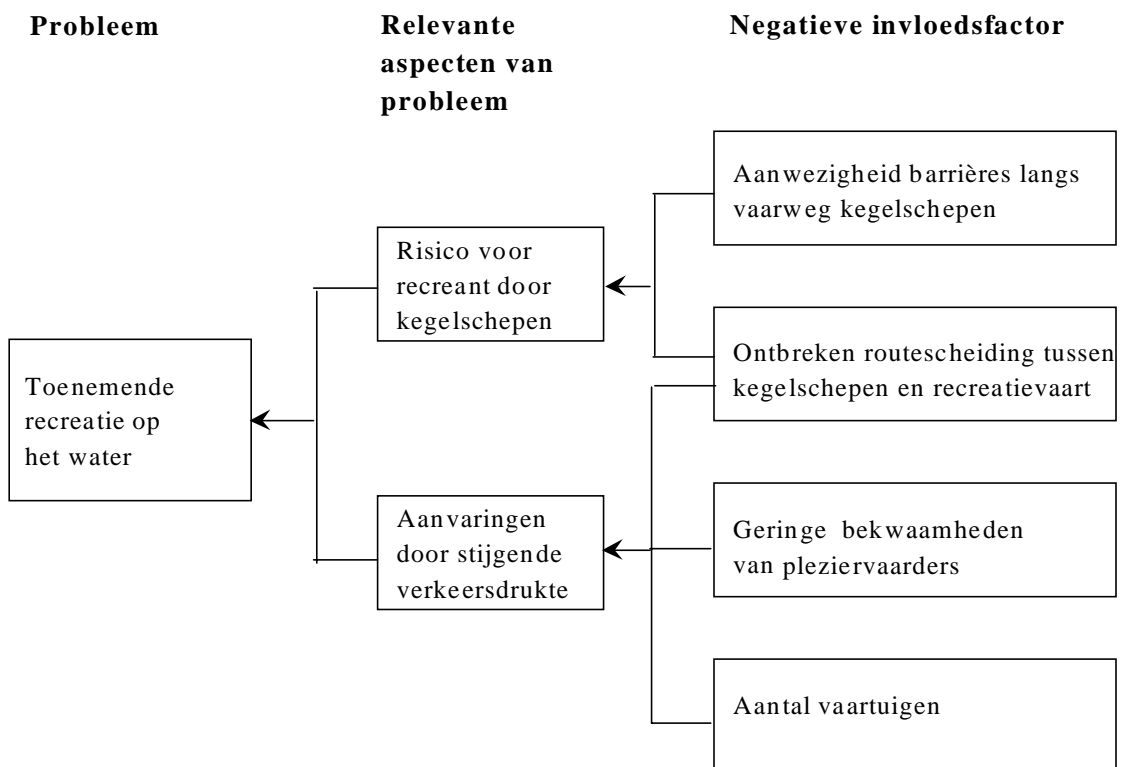 Probleem
Relevante
aspecten van
probleem
Negatieve invloedsfactor
Toenemende
recreatie op
het water
Risico voor
recreant door
kegelschepen
Aanvaringen
door stijgende
verkeersdrukte
Aanwezigheid barrières langs
vaarweg kegelschepen
Ontbreken routescheiding tussen
kegelschepen en recreatievaart
Geringe bekwaamheden
van pleziervaarders
Aantal vaartuigen